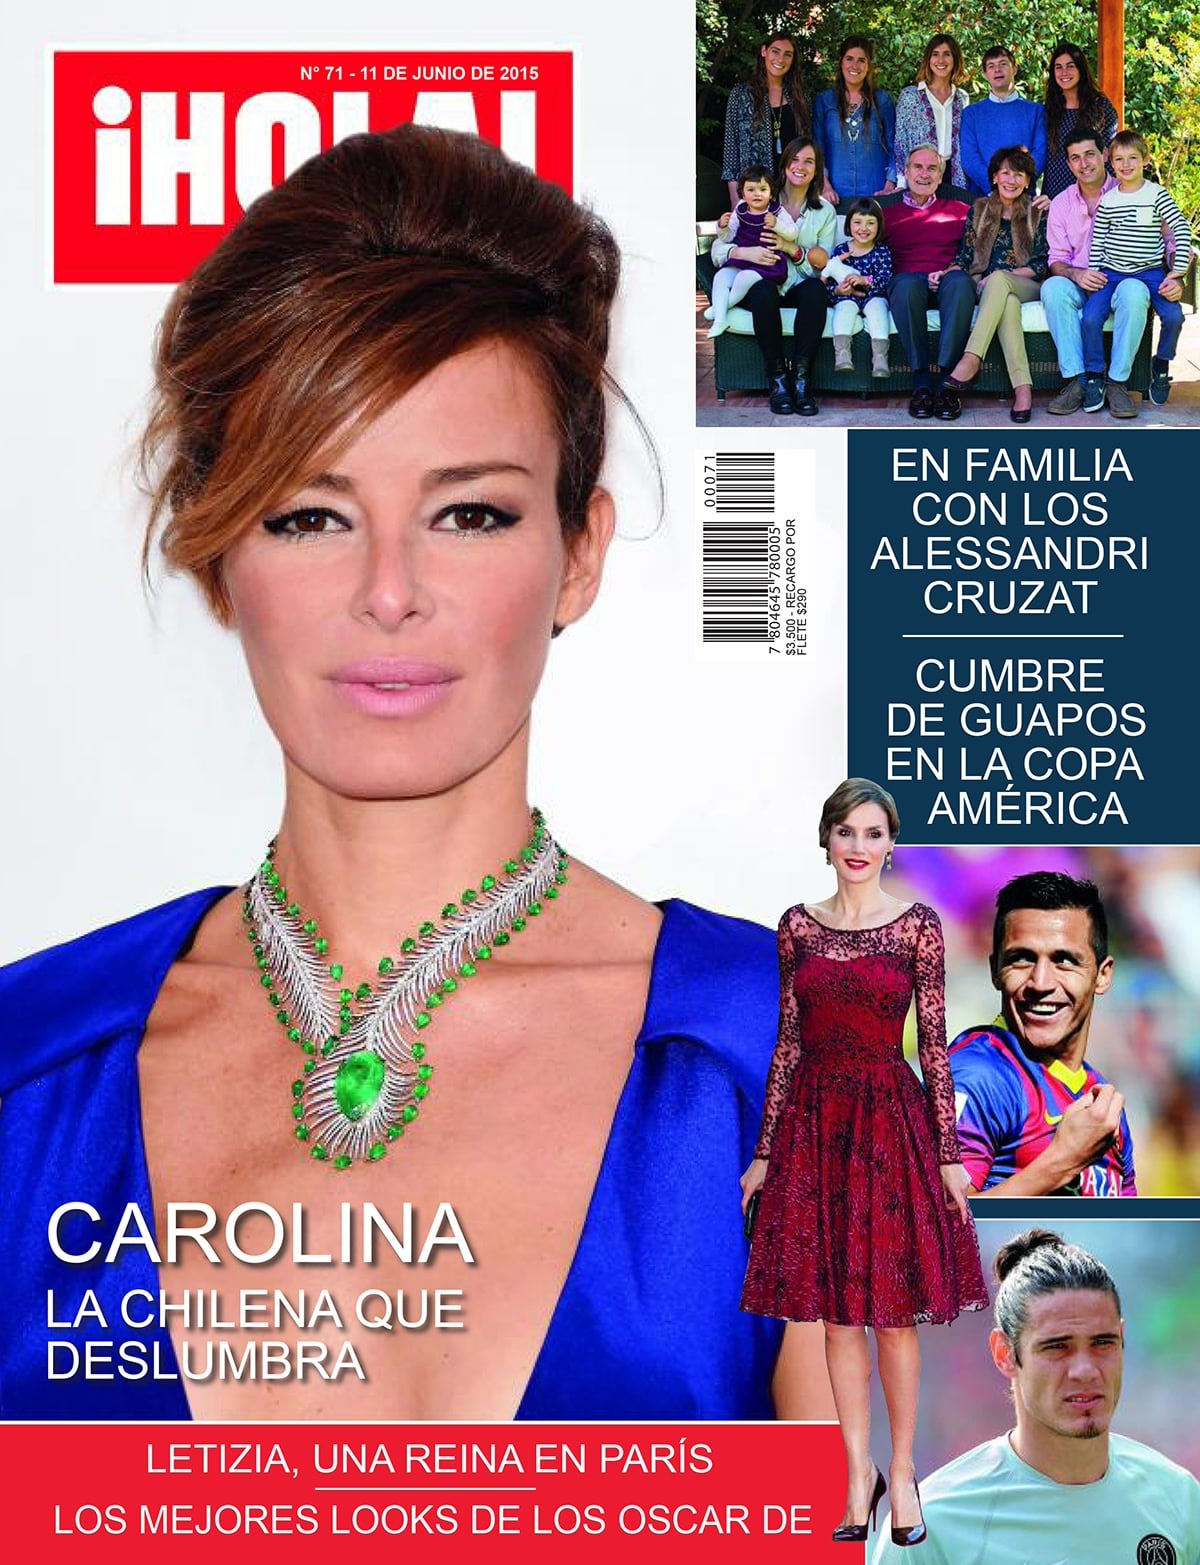 N° 71 - 11 DE JUNIO DE 2015
¡HOLA!
EN FAMILIA
CON LOS
ALESSANDRI
CRUZAT
CUMBRE
DE GUAPOS
EN LA COPA
AMÉRICA
00071
7 804645 780005
$3.500 - RECARGO POR
FLETE $290
CAROLINA
LA CHILENA QUE
DESLUMBRA
LETIZIA, UNA REINA EN PARÍS
LOS MEJORES LOOKS DE LOS OSCAR DE
PARIS